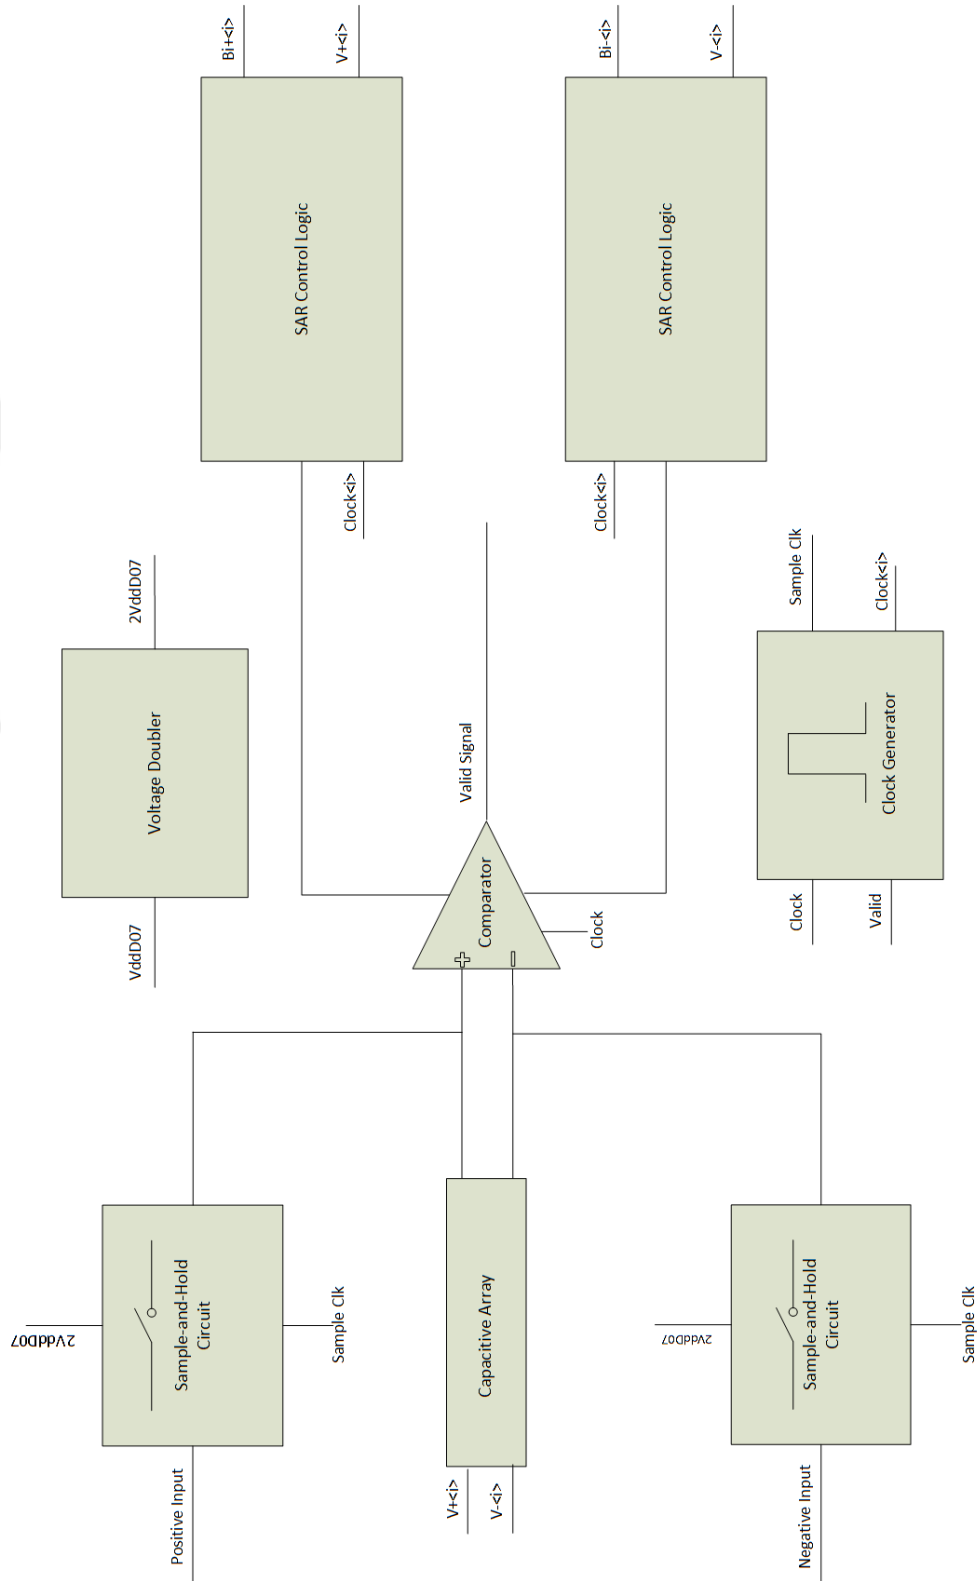 Positive Input
2VddD07
Sample-and-Hold
Circuit
Sample Clk
VddD07
Voltage Doubler
2VddD07
Bi+<i>
V+<i>
SAR Control Logic
Clock<i>
V+<i>
V-<i>
Capacitive Array
Comparator
Clock
Valid Signal
Bi-<i>
V-<i>
SAR Control Logic
Clock<i>
Negative Input
2VddD07
Sample-and-Hold
Circuit
Sample Clk
Clock
Valid
Clock Generator
Sample Clk
Clock<i>